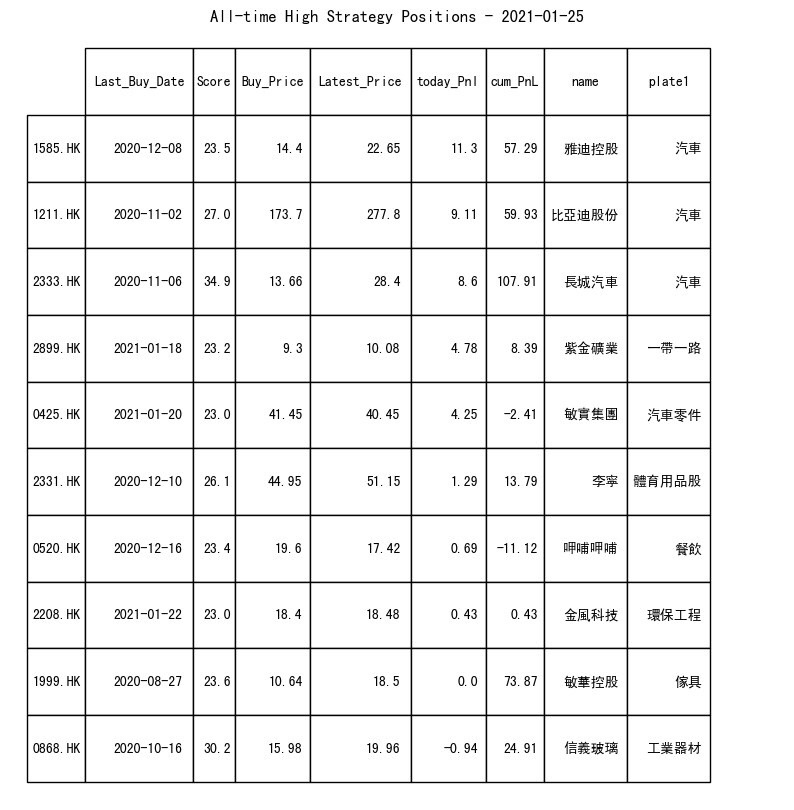 All-time High Strategy Positions - 2021-01-25
Last_Buy_Date Score Buy_Price Latest_Price today_Pnl cum_PnL name plate1
1585.HK 2020-12-08 23.5 14.4 22.65 11.3 57.29 雅迪控股 汽車
1211.HK 2020-11-02 27.0 173.7 277.8 9.11 59.93 比亞迪股份 汽車
2333.HK 2020-11-06 34.9 13.66 28.4 8.6 107.91 長城汽車 汽車
2899.HK 2021-01-18 23.2 9.3 10.08 4.78 8.39 紫金礦業 一帶一路
0425.HK 2021-01-20 23.0 41.45 40.45 4.25 -2.41 敏實集團 汽車零件
2331.HK 2020-12-10 26.1 44.95 51.15 1.29 13.79 李寧 體育用品股
0520.HK 2020-12-16 23.4 19.6 17.42 0.69 -11.12 呷哺呷哺 餐飲
2208.HK 2021-01-22 23.0 18.4 18.48 0.43 0.43 金風科技 環保工程
1999.HK 2020-08-27 23.6 10.64 18.5 0.0 73.87 敏華控股 傢具
0868.HK 2020-10-16 30.2 15.98 19.96 -0.94 24.91 信義玻璃 工業器材